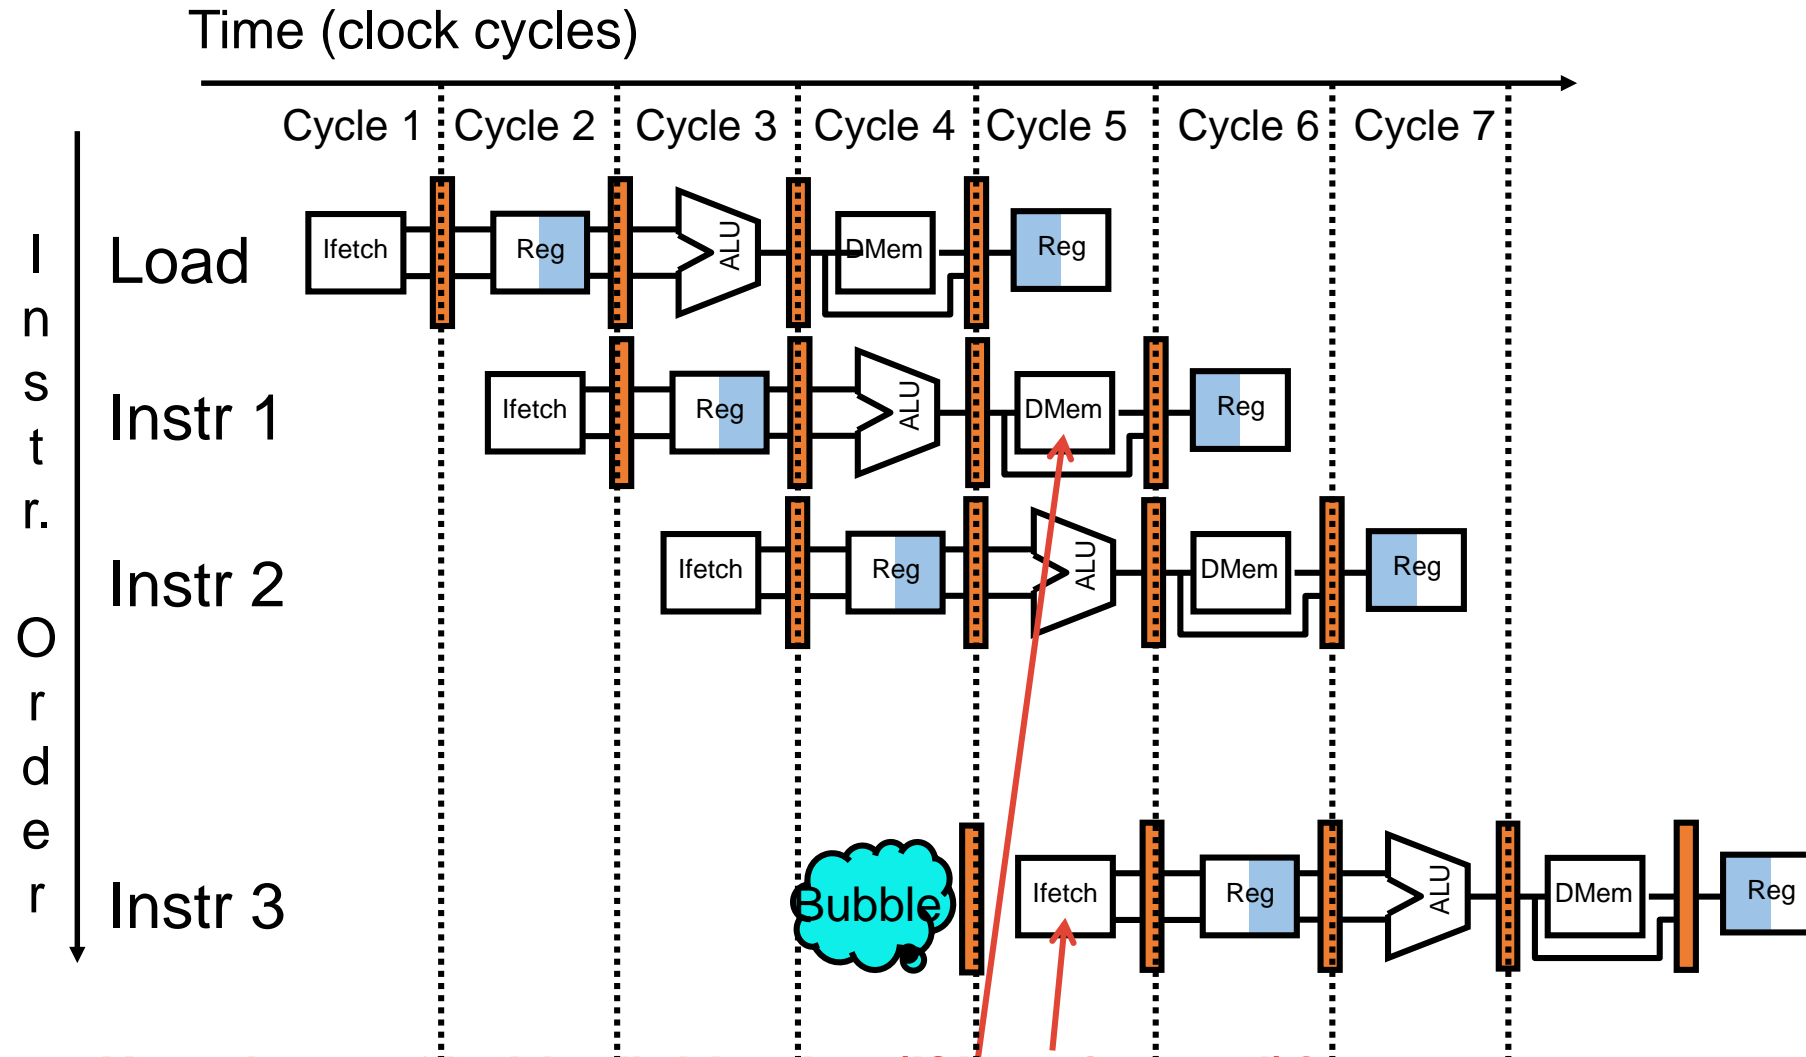 Time (clock cycles)
Cycle 1 Cycle 2 Cycle 3 Cycle 4 Cycle 5 Cycle 6 Cycle 7
Instr. Order
Load Ifetch Reg ALU DMem Reg
Instr 1 Ifetch Reg ALU DMem Reg
Instr 2 Ifetch Reg ALU DMem Reg
Instr 3 Bubble Ifetch Reg ALU DMem Reg